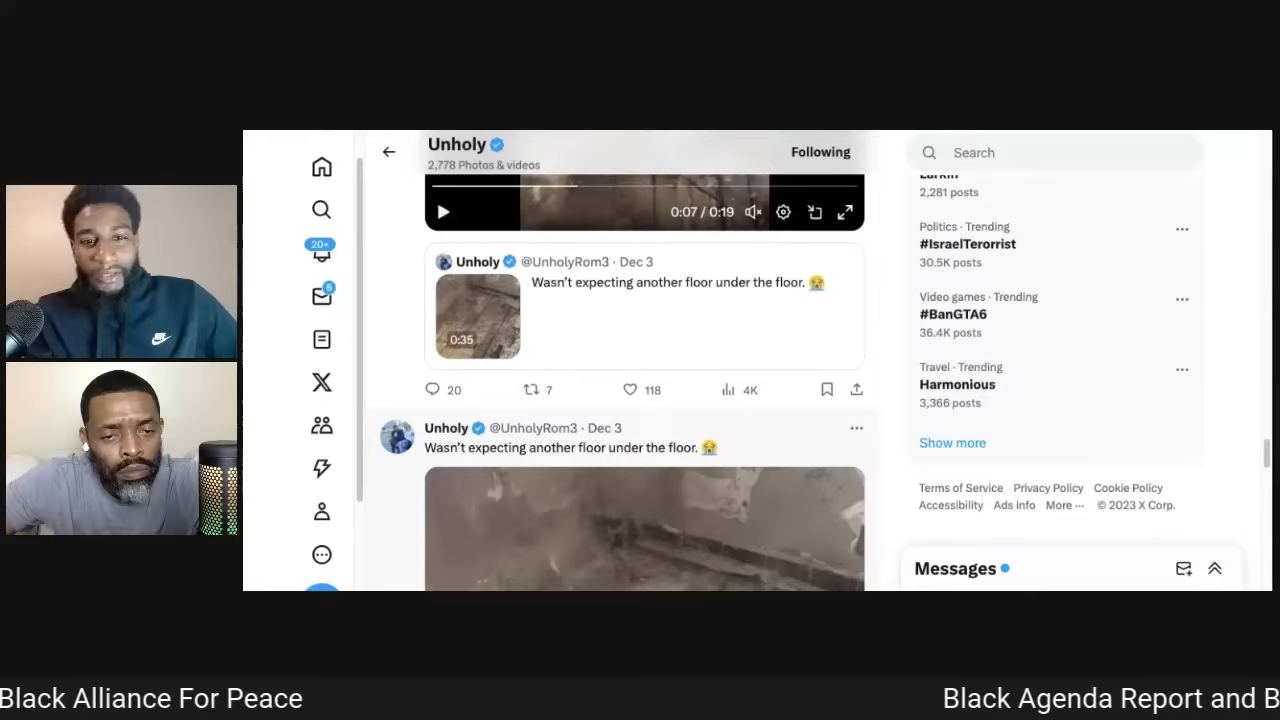 Unholy
2,778 Photos & videos
Following
0:07 / 0:19
Unholy @UnholyRom3 · Dec 3
Wasn't expecting another floor under the floor. 😭
0:35
20 7 118 4K
Unholy @UnholyRom3 · Dec 3
Wasn't expecting another floor under the floor. 😭
20+
6
Search
Larkin
2,281 posts
Politics · Trending
#IsraelTerorrist
30.5K posts
Video games · Trending
#BanGTA6
36.4K posts
Travel · Trending
Harmonious
3,366 posts
Show more
Terms of Service Privacy Policy Cookie Policy
Accessibility Ads info More ··· © 2023 X Corp.
Messages
Black Alliance For Peace
Black Agenda Report and B